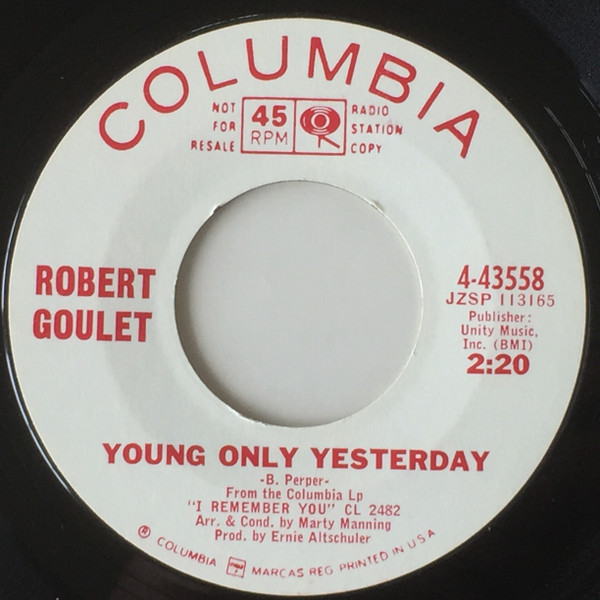 COLUMBIA
NOT
FOR
RESALE
45
RPM
RADIO
STATION
COPY
ROBERT
GOULET
4-43558
JZSP 113165
Publisher:
Unity Music,
Inc. (BMI)
2:20
YOUNG ONLY YESTERDAY
-B. Perper-
From the Columbia Lp
"I REMEMBER YOU" CL 2482
Arr. & Cond. by Marty Manning
Prod. by Ernie Altschuler
® COLUMBIA MARCAS REG PRINTED IN U S A